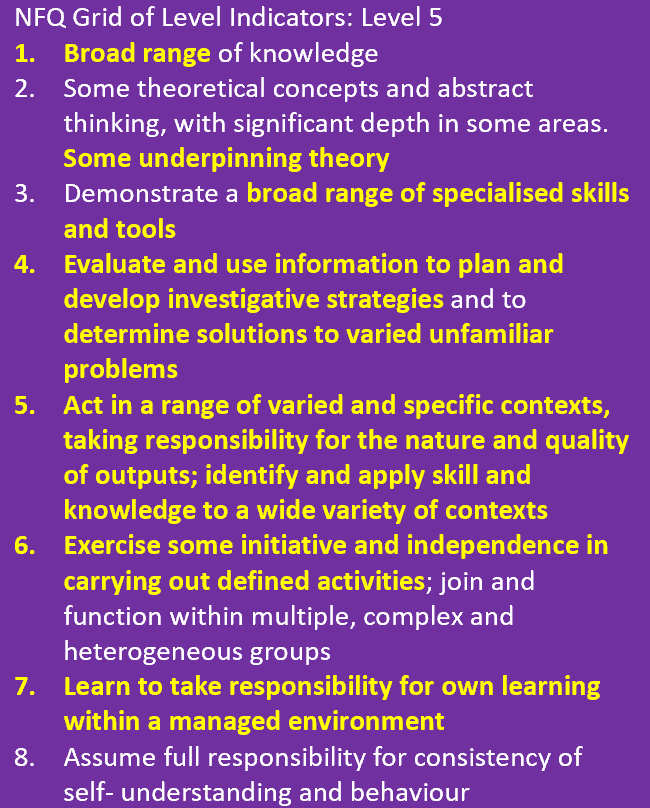 NFQ Grid of Level Indicators: Level 5
1. Broad range of knowledge
2. Some theoretical concepts and abstract
thinking, with significant depth in some areas.
Some underpinning theory
3. Demonstrate a broad range of specialised skills
and tools
4. Evaluate and use information to plan and
develop investigative strategies and to
determine solutions to varied unfamiliar
problems
5. Act in a range of varied and specific contexts,
taking responsibility for the nature and quality
of outputs; identify and apply skill and
knowledge to a wide variety of contexts
6. Exercise some initiative and independence in
carrying out defined activities; join and
function within multiple, complex and
heterogeneous groups
7. Learn to take responsibility for own learning
within a managed environment
8. Assume full responsibility for consistency of
self- understanding and behaviour